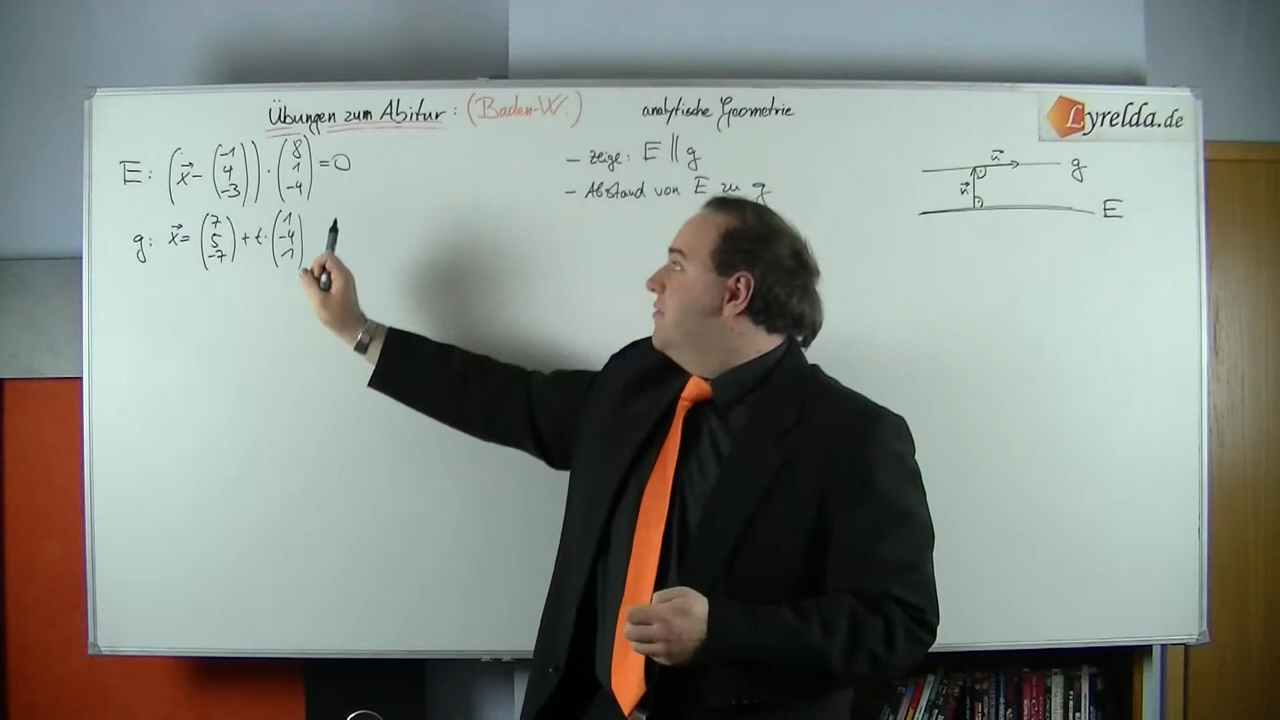 Übungen zum Abitur: (Baden-W.) analytische Geometrie
Lyrelda.de
E: (x⃗ - (-1 4 -3)) · (8 1 -4) = 0
g: x⃗ = (7 5 -7) + t · (1 -4 1)
- zeige: E || g
- Abstand von E zu g
u⃗
g
n⃗
E